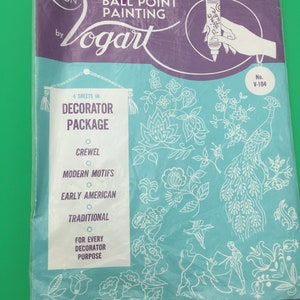 ON
BALL POINT
PAINTING
by Vogart
No.
V-104
4 SHEETS IN
DECORATOR
PACKAGE
CREWEL
MODERN MOTIFS
EARLY AMERICAN
TRADITIONAL
FOR EVERY
DECORATOR
PURPOSE